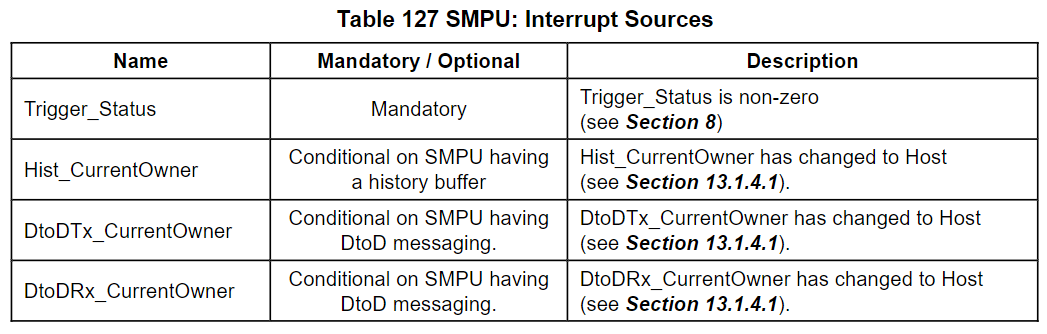 Table 127 SMPU: Interrupt Sources
Name Mandatory / Optional Description
Trigger_Status Mandatory Trigger_Status is non-zero
(see Section 8)
Hist_CurrentOwner Conditional on SMPU having
a history buffer Hist_CurrentOwner has changed to Host
(see Section 13.1.4.1).
DtoDTx_CurrentOwner Conditional on SMPU having
DtoD messaging. DtoDTx_CurrentOwner has changed to Host
(see Section 13.1.4.1).
DtoDRx_CurrentOwner Conditional on SMPU having
DtoD messaging. DtoDRx_CurrentOwner has changed to Host
(see Section 13.1.4.1).